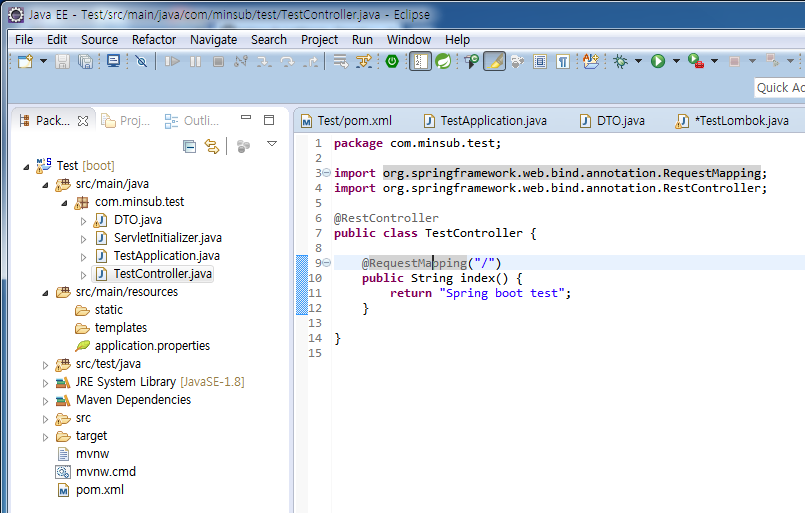 Java EE - Test/src/main/java/com/minsub/test/TestController.java - Eclipse
File Edit Source Refactor Navigate Search Project Run Window Help
Quick Ac
Pack... Proj... Outli...
Test [boot]
src/main/java
com.minsub.test
DTO.java
ServletInitializer.java
TestApplication.java
TestController.java
src/main/resources
static
templates
application.properties
src/test/java
JRE System Library [JavaSE-1.8]
Maven Dependencies
src
target
mvnw
mvnw.cmd
pom.xml
Test/pom.xml TestApplication.java DTO.java *TestLombok.java
1 package com.minsub.test;
2
3 import org.springframework.web.bind.annotation.RequestMapping;
4 import org.springframework.web.bind.annotation.RestController;
5
6 @RestController
7 public class TestController {
8
9 @RequestMapping("/")
10 public String index() {
11 return "Spring boot test";
12 }
13
14 }
15